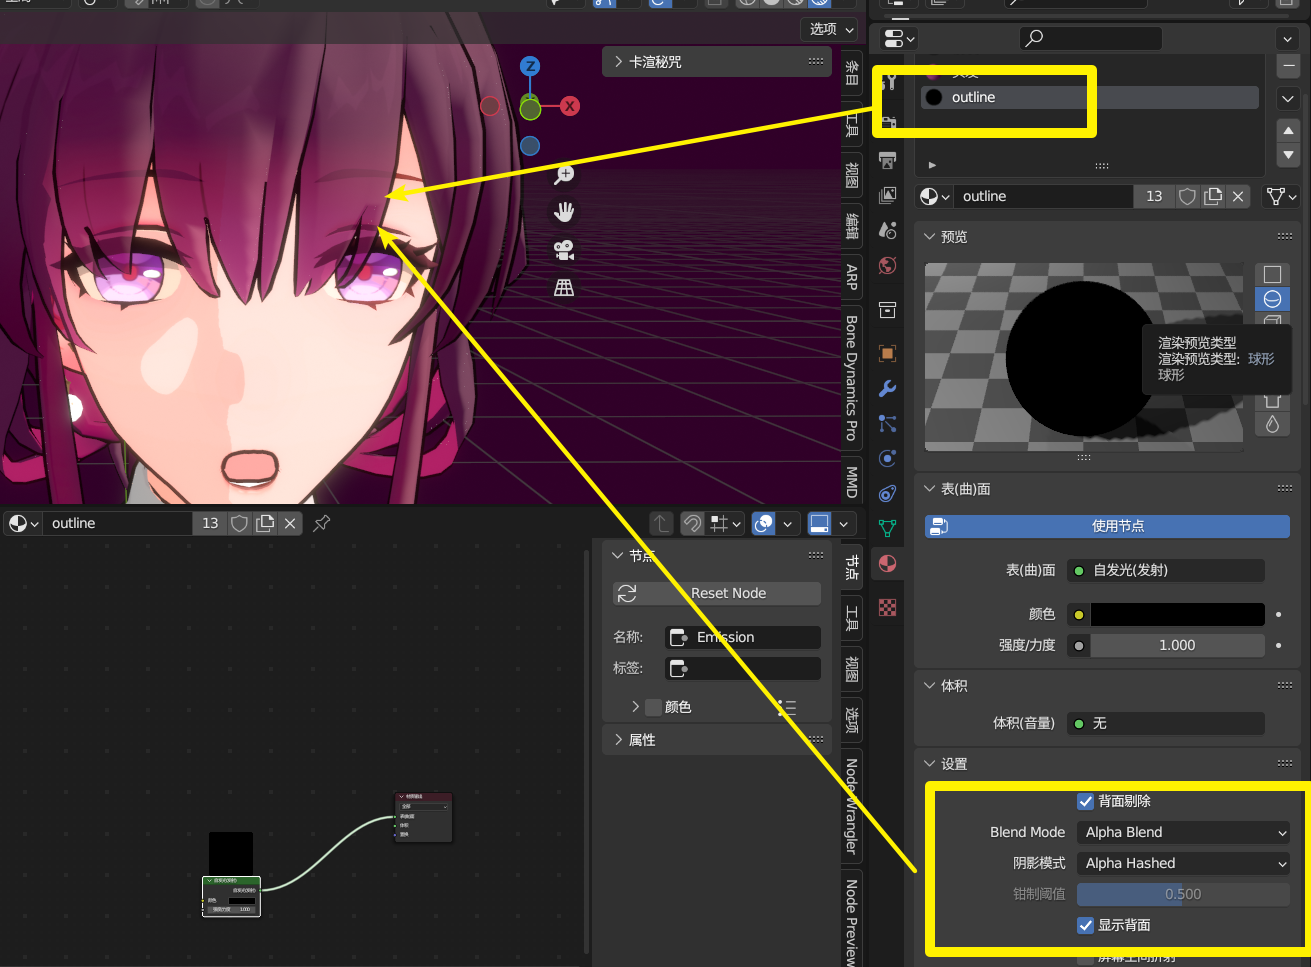 选项
卡渲秘咒
Z
X
条目
工具
视图
编辑
ARP
Bone Dynamics Pro
MMD
outline
outline
13
预览
渲染预览类型
渲染预览类型: 球形
球形
表(曲)面
使用节点
表(曲)面
自发光(发射)
颜色
强度/力度
1.000
体积
体积(音量)
无
设置
背面剔除
Blend Mode
Alpha Blend
阴影模式
Alpha Hashed
钳制阈值
0.500
显示背面
屏幕空间折射
outline
13
节点
Reset Node
名称:
Emission
标签:
颜色
属性
节点
工具
视图
选项
Node Wrangler
Node Preview